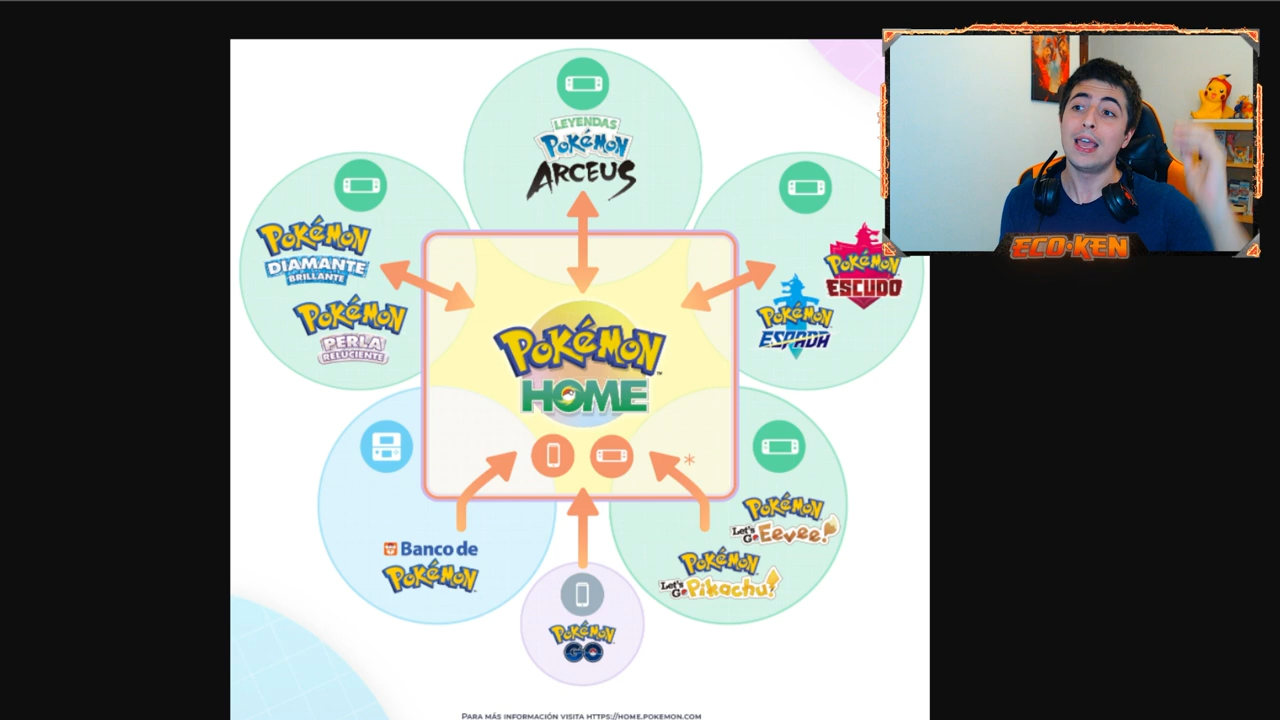 LEYENDAS
POKéMON
ARCEUS
POKéMON
DIAMANTE
BRILLANTE
POKéMON
PERLA
RELUCIENTE
POKéMON
ESCUDO
POKéMON
ESPADA
POKéMON™
HOME
*
Banco de
POKéMON
POKéMON
Let's Go Eevee!
POKéMON
Let's Go Pikachu!
POKéMON
GO
PARA MÁS INFORMACIÓN VISITA HTTPS://HOME.POKEMON.COM
ECO-KEN